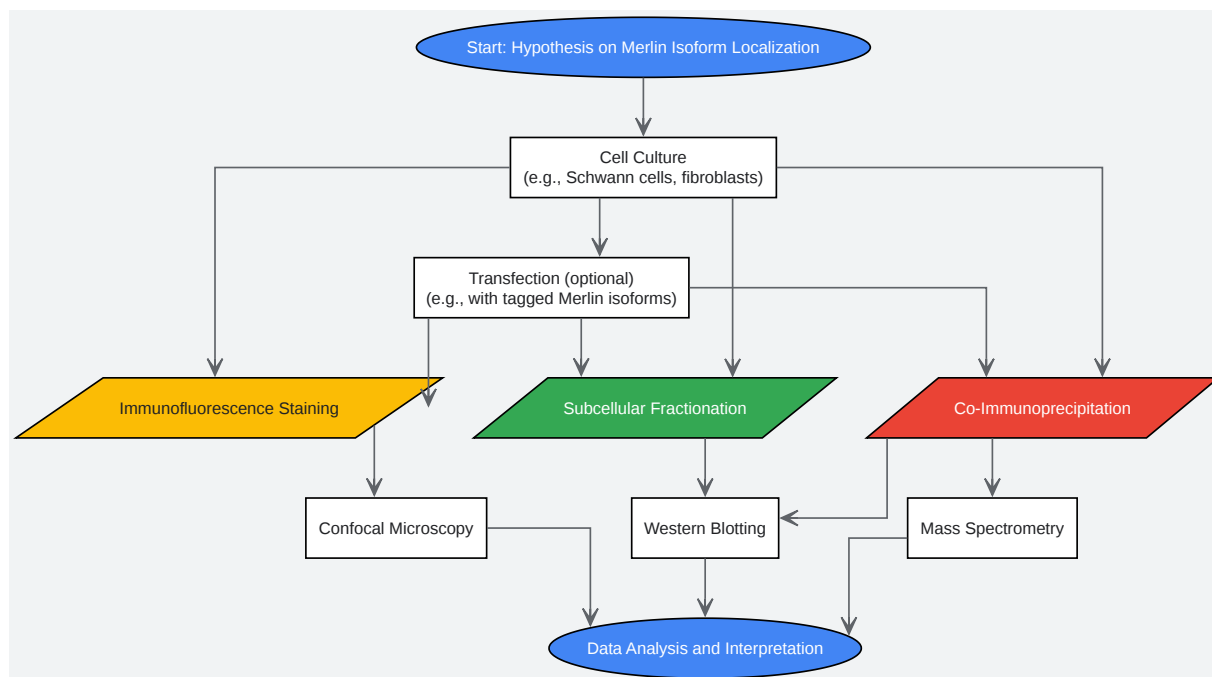 Start: Hypothesis on Merlin Isoform Localization
Cell Culture
(e.g., Schwann cells, fibroblasts)
Transfection (optional)
(e.g., with tagged Merlin isoforms)
Immunofluorescence Staining
Subcellular Fractionation
Co-Immunoprecipitation
Confocal Microscopy
Western Blotting
Mass Spectrometry
Data Analysis and Interpretation